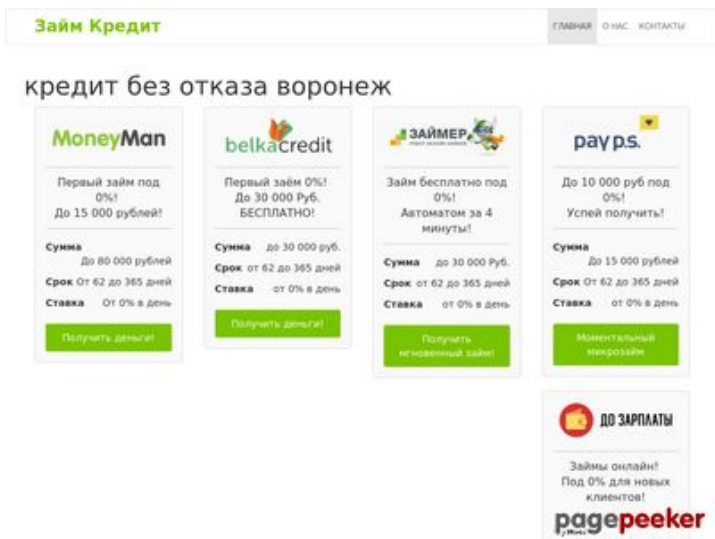 Займ Кредит
ГЛАВНАЯ О НАС КОНТАКТЫ
кредит без отказа воронеж
MoneyMan
Первый займ под
0%!
До 15 000 рублей!
Сумма
До 80 000 рублей
Срок От 62 до 365 дней
Ставка От 0% в день
Получить деньги!
belkacredit
Первый заём 0%!
До 30 000 Руб.
БЕСПЛАТНО!
Сумма до 30 000 руб.
Срок от 62 до 365 дней
Ставка от 0% в день
Получить деньги!
ЗАЙМЕР
Займ бесплатно под
0%!
Автоматом за 4
минуты!
Сумма до 30 000 Руб.
Срок от 62 до 365 дней
Ставка от 0% в день
Получить
мгновенный займ!
pay p.s.
До 10 000 руб под
0%!
Успей получить!
Сумма
До 15 000 рублей
Срок От 62 до 365 дней
Ставка от 0% в день
Моментальный
микрозайм
ДО ЗАРПЛАТЫ
Займы онлайн!
Под 0% для новых
клиентов!
pagepeeker